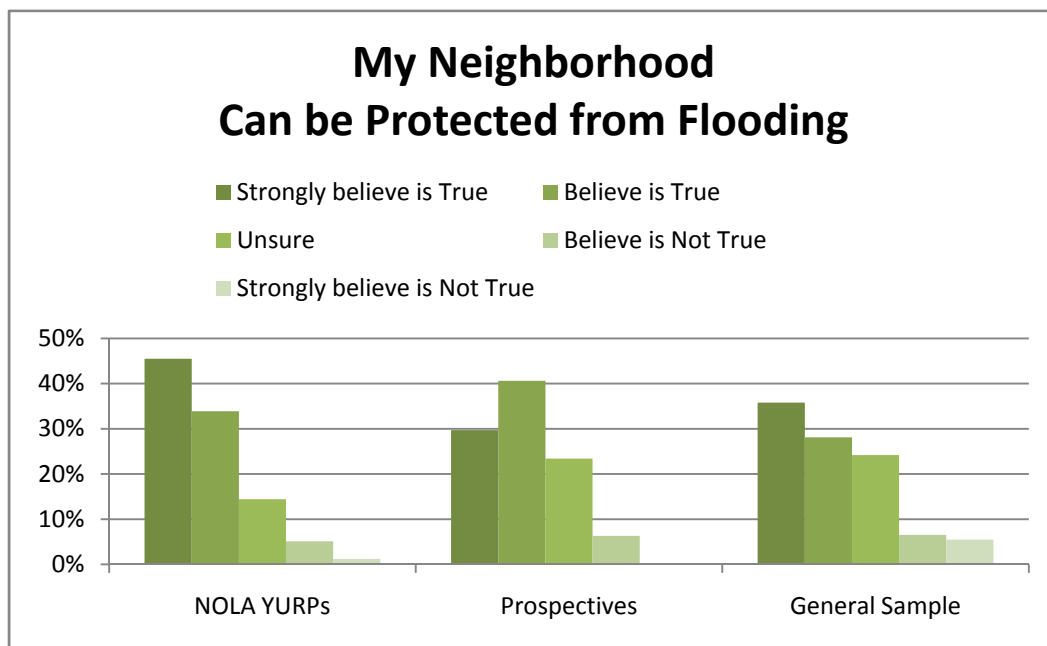 My Neighborhood
Can be Protected from Flooding
Strongly believe is True
Believe is True
Unsure
Believe is Not True
Strongly believe is Not True
50%
40%
30%
20%
10%
0%
NOLA YURPs
Prospectives
General Sample